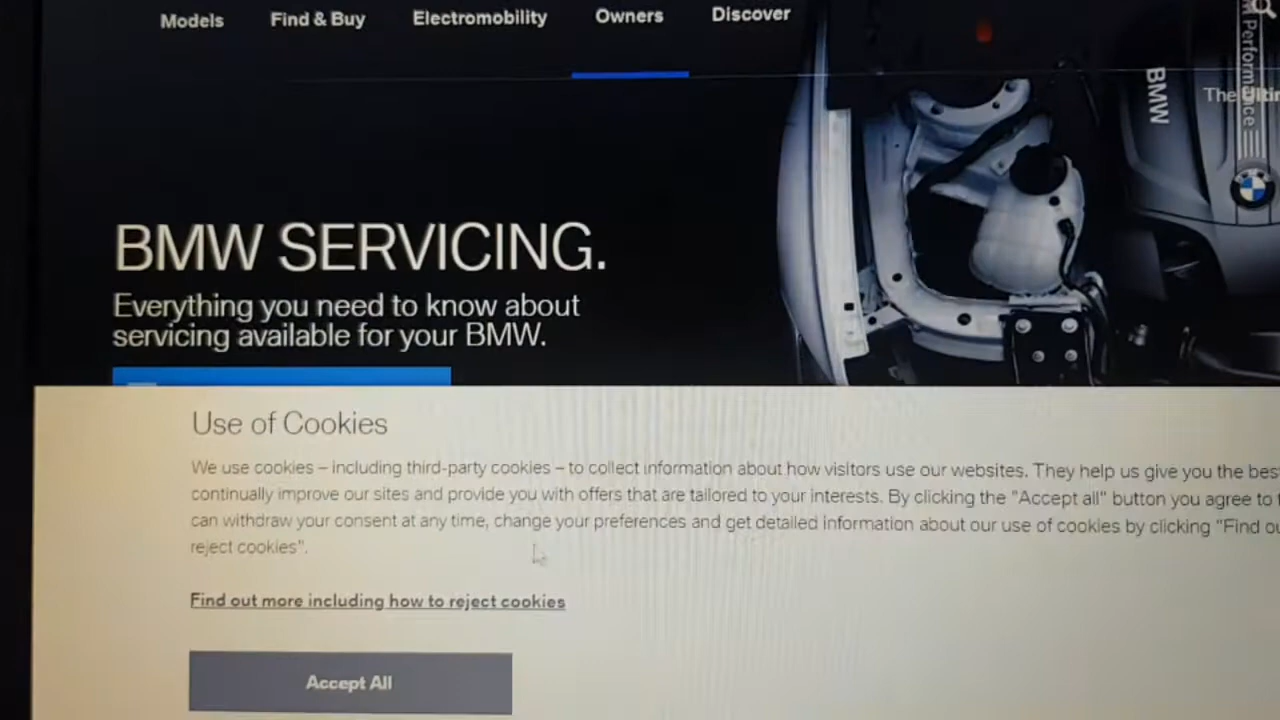 Models
Find & Buy
Electromobility
Owners
Discover
The Ulti
M Performance
BMW
BMW SERVICING.
Everything you need to know about
servicing available for your BMW.
Use of Cookies
We use cookies – including third-party cookies – to collect information about how visitors use our websites. They help us give you the bes
continually improve our sites and provide you with offers that are tailored to your interests. By clicking the "Accept all" button you agree to
can withdraw your consent at any time, change your preferences and get detailed information about our use of cookies by clicking "Find ou
reject cookies".
Find out more including how to reject cookies
Accept All